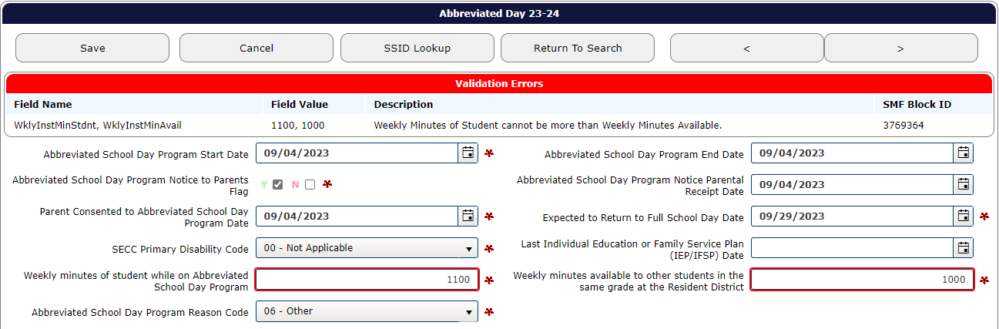 Abbreviated Day 23-24
Save Cancel SSID Lookup Return To Search < >
Validation Errors
Field Name Field Value Description SMF Block ID
WklyInstMinStdnt, WklyInstMinAvail 1100, 1000 Weekly Minutes of Student cannot be more than Weekly Minutes Available. 3769364
Abbreviated School Day Program Start Date 09/04/2023 Abbreviated School Day Program End Date 09/04/2023
Abbreviated School Day Program Notice to Parents
Flag Y N
Abbreviated School Day Program Notice Parental
Receipt Date 09/04/2023
Parent Consented to Abbreviated School Day
Program Date 09/04/2023
Expected to Return to Full School Day Date 09/29/2023
SECC Primary Disability Code 00 - Not Applicable
Last Individual Education or Family Service Plan
(IEP/IFSP) Date
Weekly minutes of student while on Abbreviated
School Day Program 1100
Weekly minutes available to other students in the
same grade at the Resident District 1000
Abbreviated School Day Program Reason Code 06 - Other